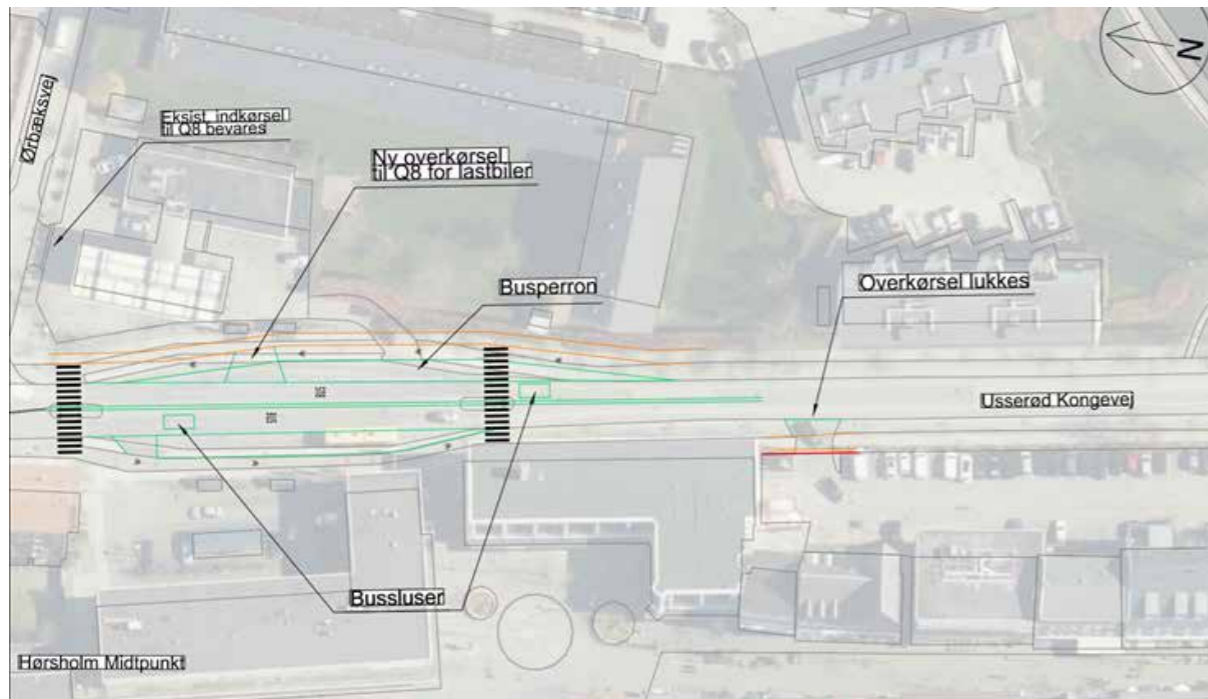 N
Ørbæksvej
Eksist. indkørsel
til Q8 bevares
Ny overkørsel
til Q8 for lastbiler
Busperron
Overkørsel lukkes
Usserød Kongevej
Bussluser
Hørsholm Midtpunkt